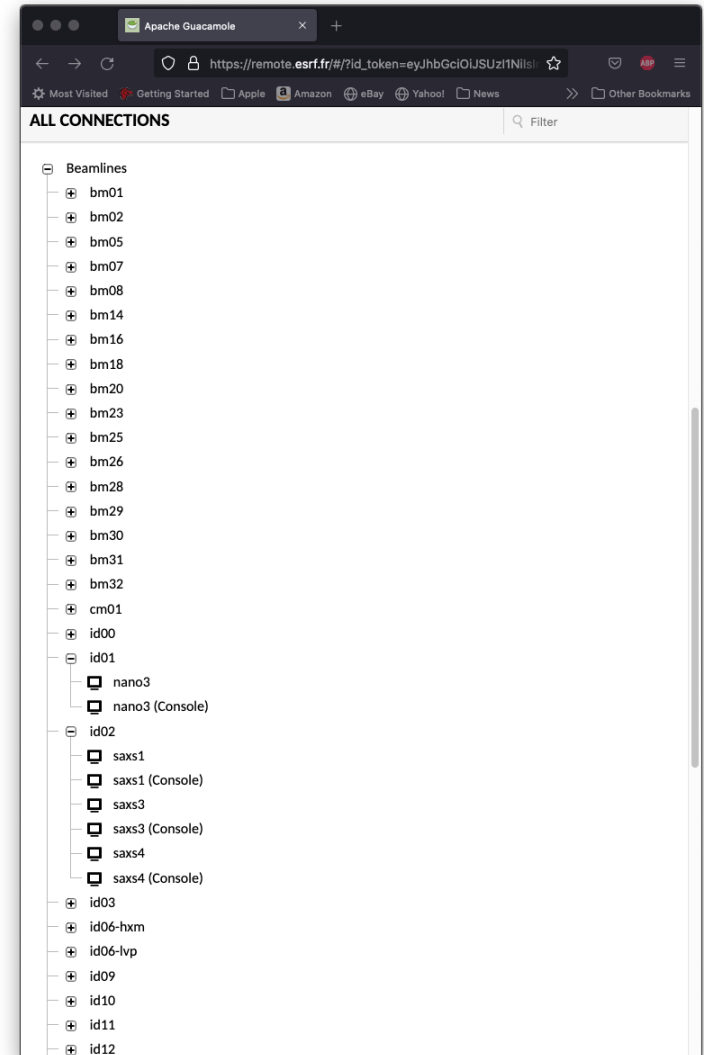 Apache Guacamole
https://remote.esrf.fr/#/?id_token=eyJhbGciOiJSUzI1NiIsIr
ABP
Most Visited Getting Started Apple Amazon eBay Yahoo! News Other Bookmarks
ALL CONNECTIONS Filter
Beamlines
bm01
bm02
bm05
bm07
bm08
bm14
bm16
bm18
bm20
bm23
bm25
bm26
bm28
bm29
bm30
bm31
bm32
cm01
id00
id01
nano3
nano3 (Console)
id02
saxs1
saxs1 (Console)
saxs3
saxs3 (Console)
saxs4
saxs4 (Console)
id03
id06-hxm
id06-lvp
id09
id10
id11
id12